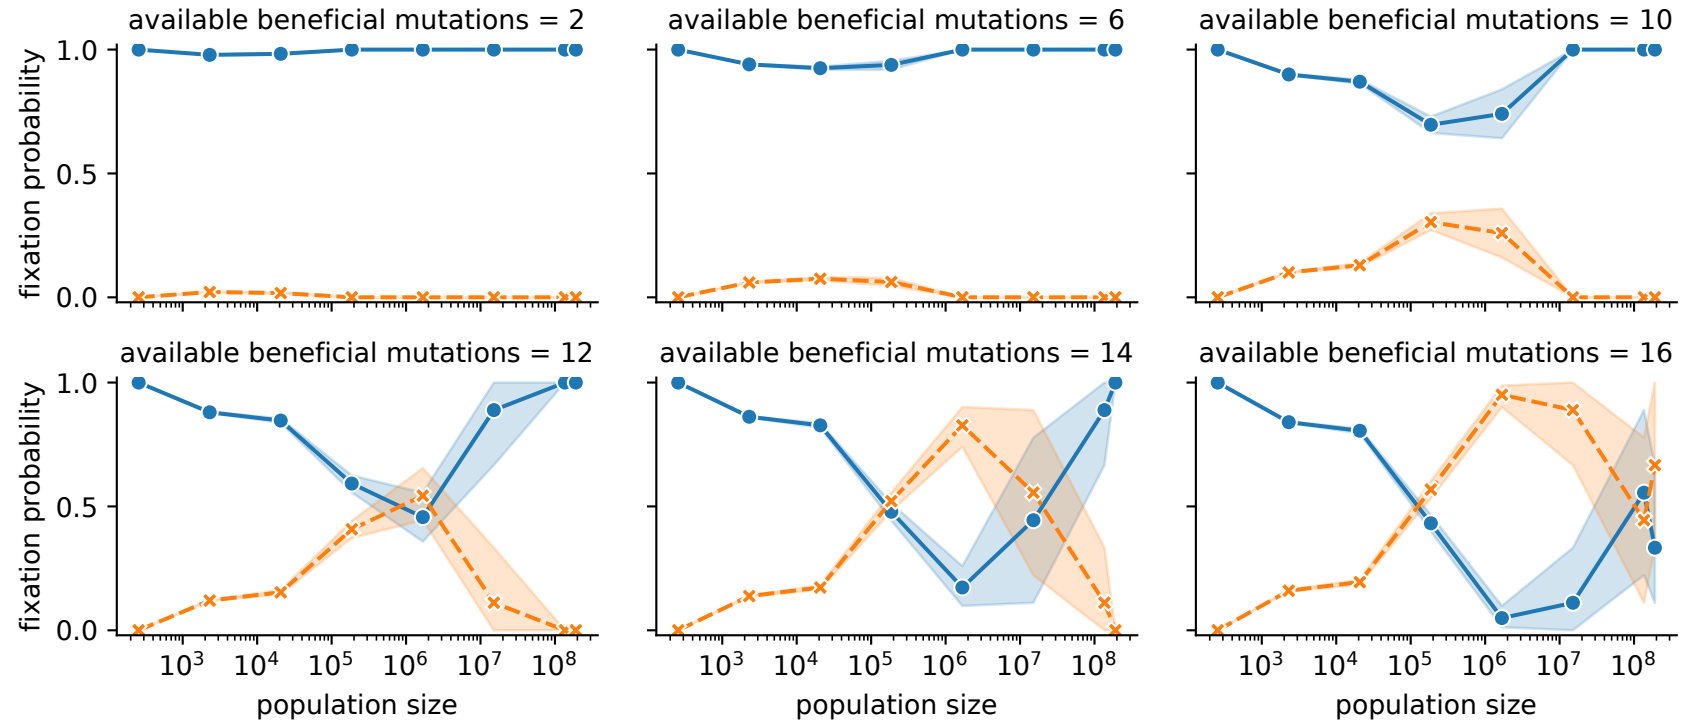 available beneficial mutations = 2
available beneficial mutations = 6
available beneficial mutations = 10
fixation probability
1.0
0.5
0.0
available beneficial mutations = 12
available beneficial mutations = 14
available beneficial mutations = 16
fixation probability
1.0
0.5
0.0
10³ 10⁴ 10⁵ 10⁶ 10⁷ 10⁸
10³ 10⁴ 10⁵ 10⁶ 10⁷ 10⁸
10³ 10⁴ 10⁵ 10⁶ 10⁷ 10⁸
population size
population size
population size